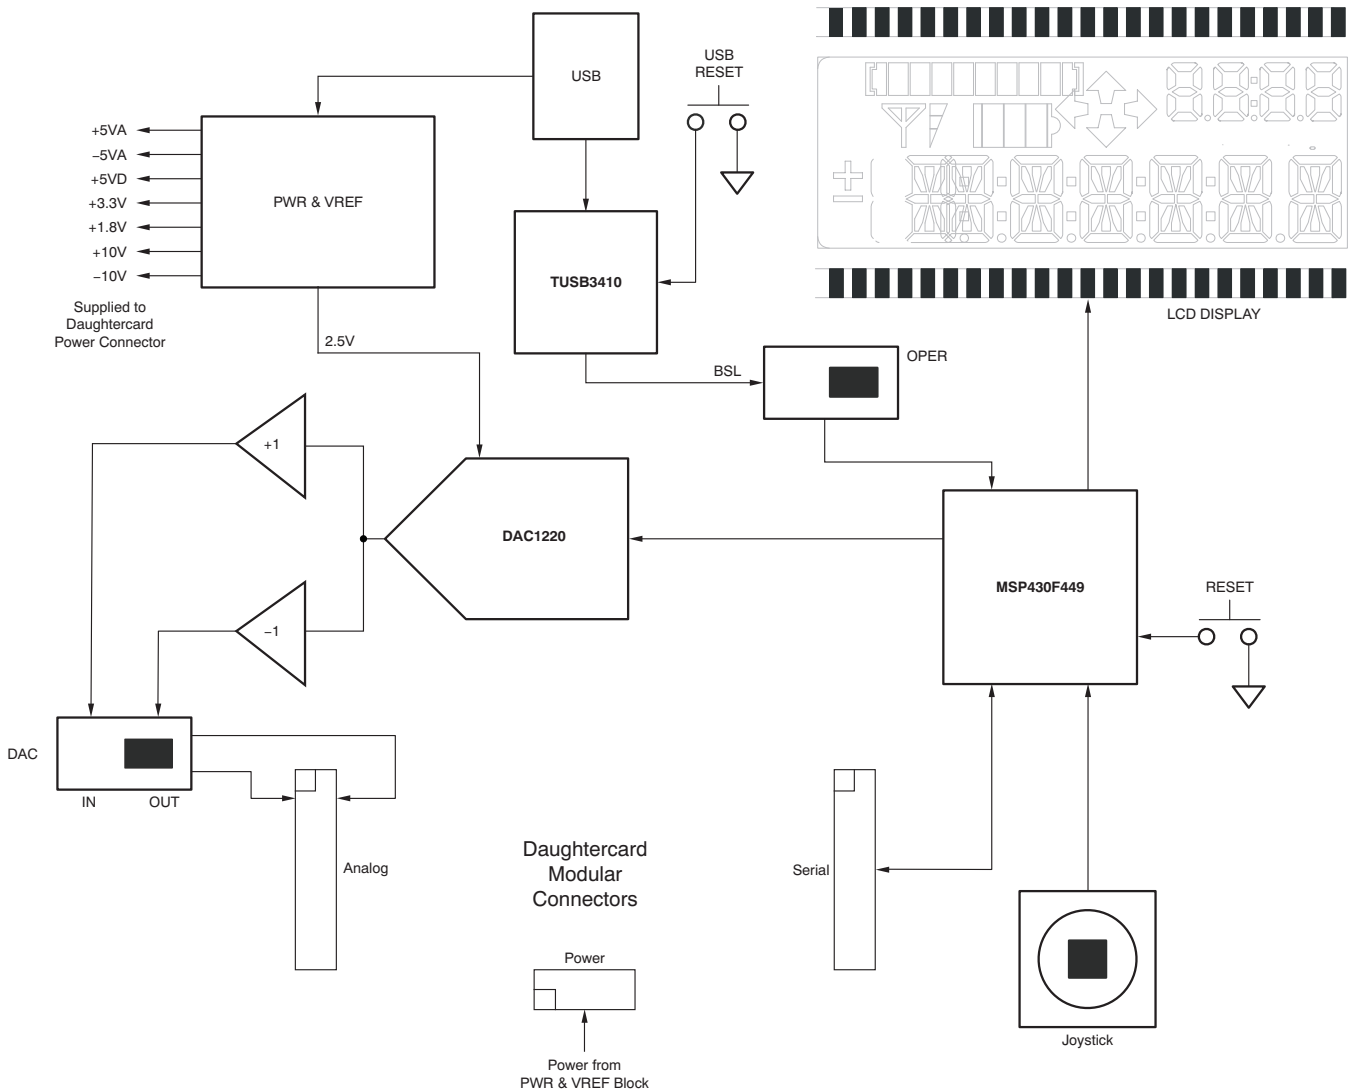 USB
USB
RESET
+5VA
−5VA
+5VD
+3.3V
+1.8V
+10V
−10V
PWR & VREF
TUSB3410
Supplied to
Daughtercard
Power Connector
LCD DISPLAY
2.5V
BSL
OPER
+1
DAC1220
MSP430F449
RESET
−1
DAC
IN
OUT
Analog
Daughtercard
Modular
Connectors
Serial
Power
Power from
PWR & VREF Block
Joystick